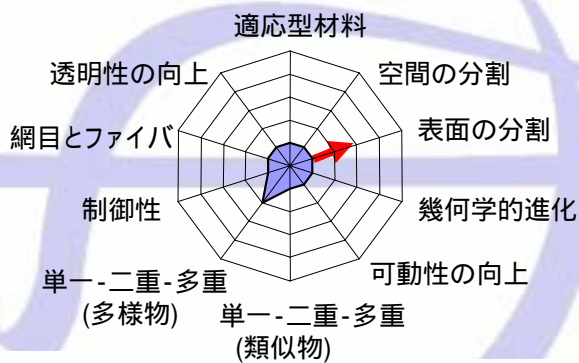 適応型材料
透明性の向上
空間の分割
網目とファイバ
表面の分割
制御性
幾何学的進化
単一-二重-多重
(多様物)
可動性の向上
単一-二重-多重
(類似物)